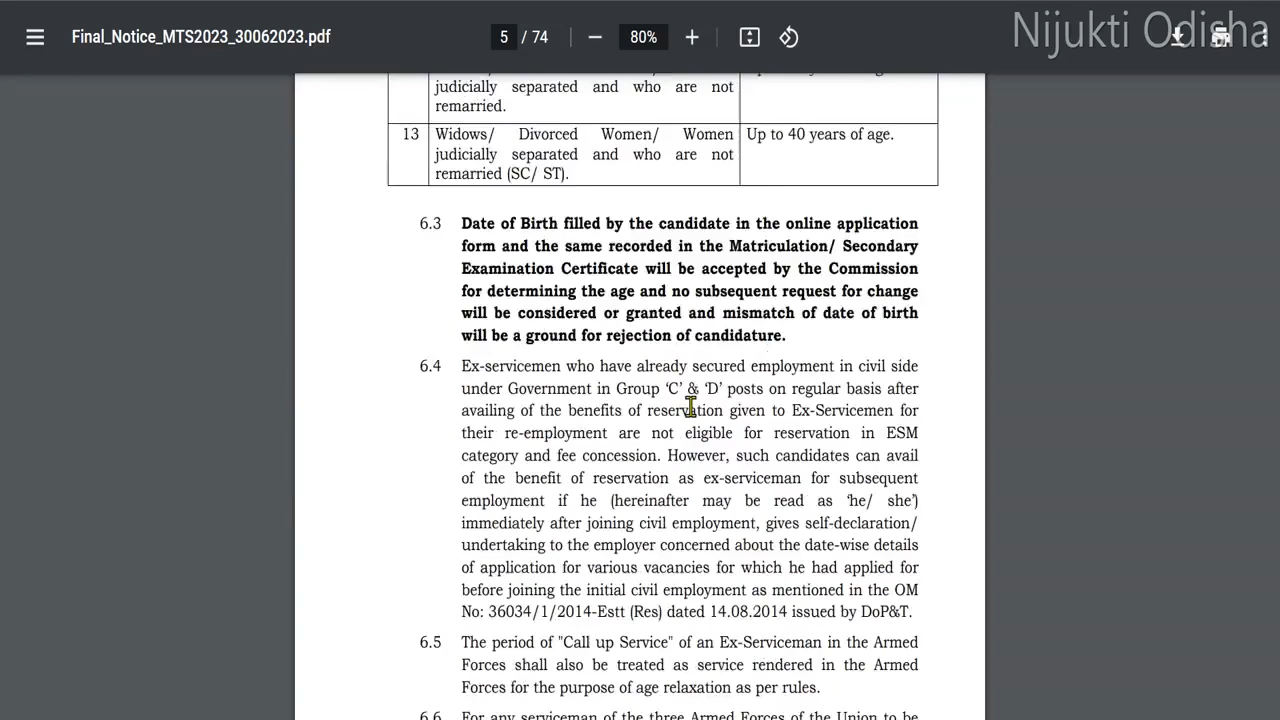 Final_Notice_MTS2023_30062023.pdf
5 / 74
80%
Nijukti Odisha
judicially separated and who are not
remarried.
13 Widows/ Divorced Women/ Women Up to 40 years of age.
judicially separated and who are not
remarried (SC/ ST).
6.3 Date of Birth filled by the candidate in the online application
form and the same recorded in the Matriculation/ Secondary
Examination Certificate will be accepted by the Commission
for determining the age and no subsequent request for change
will be considered or granted and mismatch of date of birth
will be a ground for rejection of candidature.
6.4 Ex-servicemen who have already secured employment in civil side
under Government in Group ‘C’ & ‘D’ posts on regular basis after
availing of the benefits of reservation given to Ex-Servicemen for
their re-employment are not eligible for reservation in ESM
category and fee concession. However, such candidates can avail
of the benefit of reservation as ex-serviceman for subsequent
employment if he (hereinafter may be read as ‘he/ she’)
immediately after joining civil employment, gives self-declaration/
undertaking to the employer concerned about the date-wise details
of application for various vacancies for which he had applied for
before joining the initial civil employment as mentioned in the OM
No: 36034/1/2014-Estt (Res) dated 14.08.2014 issued by DoP&T.
6.5 The period of "Call up Service" of an Ex-Serviceman in the Armed
Forces shall also be treated as service rendered in the Armed
Forces for the purpose of age relaxation as per rules.
6.6 For any serviceman of the three Armed Forces of the Union to be